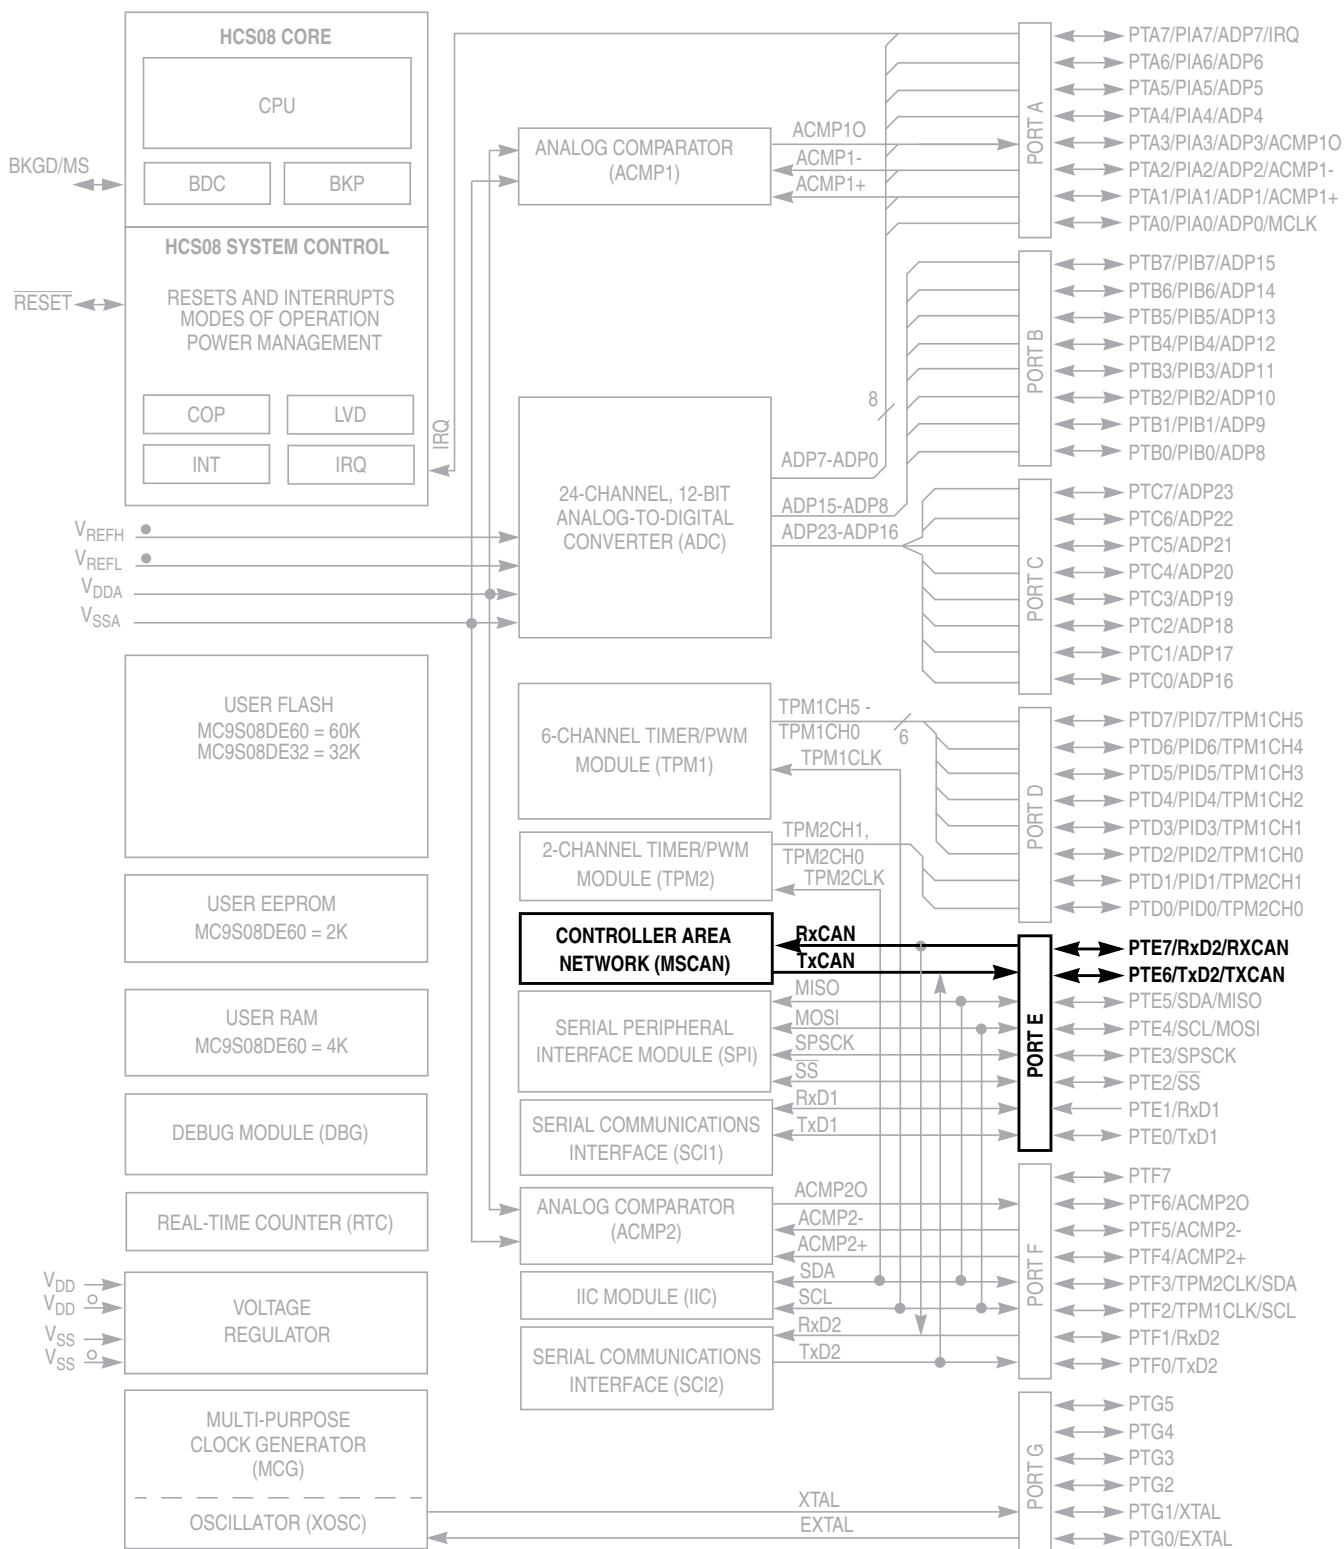 HCS08 CORE
CPU
BDC
BKP
BKGD/MS
HCS08 SYSTEM CONTROL
RESETS AND INTERRUPTS
MODES OF OPERATION
POWER MANAGEMENT
RESET
COP
LVD
INT
IRQ
IRQ
VREFH
VREFL
VDDA
VSSA
USER FLASH
MC9S08DE60 = 60K
MC9S08DE32 = 32K
USER EEPROM
MC9S08DE60 = 2K
USER RAM
MC9S08DE60 = 4K
DEBUG MODULE (DBG)
REAL-TIME COUNTER (RTC)
VDD
VDD
VSS
VSS
VOLTAGE
REGULATOR
MULTI-PURPOSE
CLOCK GENERATOR
(MCG)
OSCILLATOR (XOSC)
ANALOG COMPARATOR
(ACMP1)
ACMP1O
ACMP1-
ACMP1+
24-CHANNEL, 12-BIT
ANALOG-TO-DIGITAL
CONVERTER (ADC)
8
ADP7-ADP0
ADP15-ADP8
ADP23-ADP16
6-CHANNEL TIMER/PWM
MODULE (TPM1)
TPM1CH5 -
TPM1CH0
6
TPM1CLK
2-CHANNEL TIMER/PWM
MODULE (TPM2)
TPM2CH1,
TPM2CH0
TPM2CLK
CONTROLLER AREA
NETWORK (MSCAN)
RxCAN
TxCAN
SERIAL PERIPHERAL
INTERFACE MODULE (SPI)
MISO
MOSI
SPSCK
SS
SERIAL COMMUNICATIONS
INTERFACE (SCI1)
RxD1
TxD1
ANALOG COMPARATOR
(ACMP2)
ACMP2O
ACMP2-
ACMP2+
IIC MODULE (IIC)
SDA
SCL
SERIAL COMMUNICATIONS
INTERFACE (SCI2)
RxD2
TxD2
XTAL
EXTAL
PORT A
PTA7/PIA7/ADP7/IRQ
PTA6/PIA6/ADP6
PTA5/PIA5/ADP5
PTA4/PIA4/ADP4
PTA3/PIA3/ADP3/ACMP1O
PTA2/PIA2/ADP2/ACMP1-
PTA1/PIA1/ADP1/ACMP1+
PTA0/PIA0/ADP0/MCLK
PORT B
PTB7/PIB7/ADP15
PTB6/PIB6/ADP14
PTB5/PIB5/ADP13
PTB4/PIB4/ADP12
PTB3/PIB3/ADP11
PTB2/PIB2/ADP10
PTB1/PIB1/ADP9
PTB0/PIB0/ADP8
PORT C
PTC7/ADP23
PTC6/ADP22
PTC5/ADP21
PTC4/ADP20
PTC3/ADP19
PTC2/ADP18
PTC1/ADP17
PTC0/ADP16
PORT D
PTD7/PID7/TPM1CH5
PTD6/PID6/TPM1CH4
PTD5/PID5/TPM1CH3
PTD4/PID4/TPM1CH2
PTD3/PID3/TPM1CH1
PTD2/PID2/TPM1CH0
PTD1/PID1/TPM2CH1
PTD0/PID0/TPM2CH0
PORT E
PTE7/RxD2/RXCAN
PTE6/TxD2/TXCAN
PTE5/SDA/MISO
PTE4/SCL/MOSI
PTE3/SPSCK
PTE2/SS
PTE1/RxD1
PTE0/TxD1
PORT F
PTF7
PTF6/ACMP2O
PTF5/ACMP2-
PTF4/ACMP2+
PTF3/TPM2CLK/SDA
PTF2/TPM1CLK/SCL
PTF1/RxD2
PTF0/TxD2
PORT G
PTG5
PTG4
PTG3
PTG2
PTG1/XTAL
PTG0/EXTAL